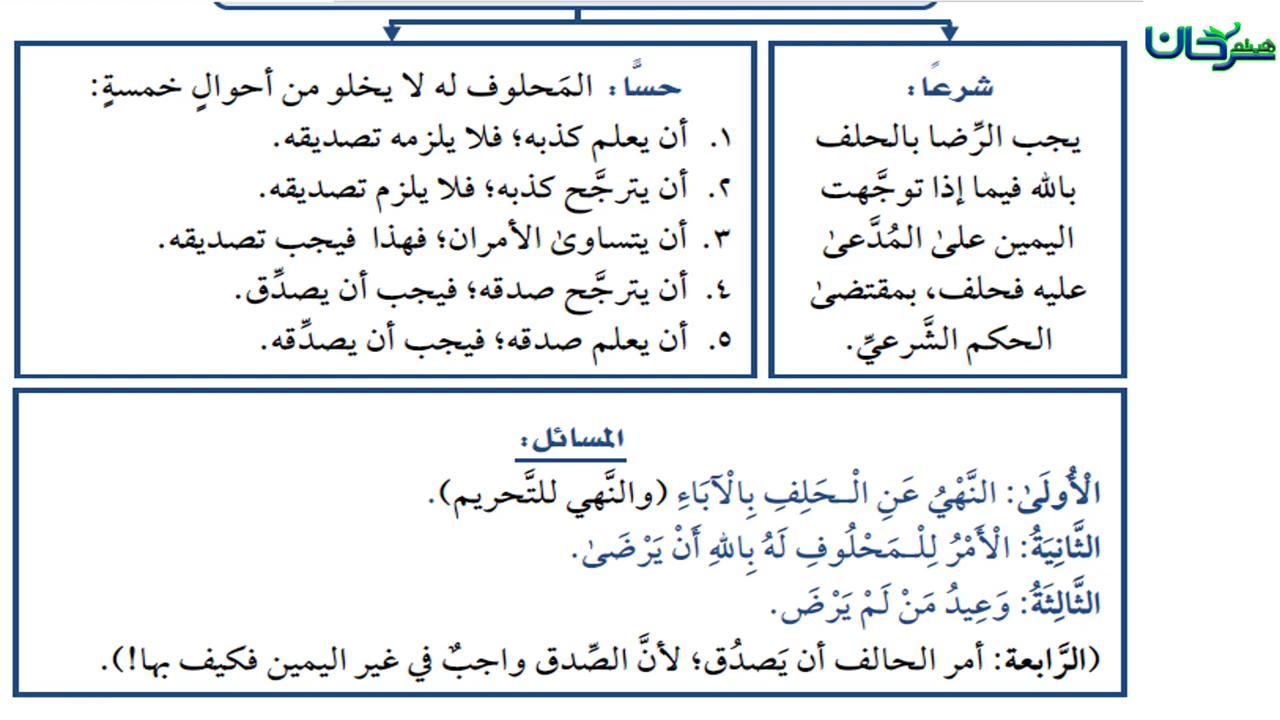 هيثم
سرحان
شرعًا:
يجب الرِّضا بالحلف
بالله فيما إذا توجَّهت
اليمين علىٰ المُدَّعىٰ
عليه فحلف، بمقتضىٰ
الحكم الشَّرعيِّ.
حسًّا: المَحلوف له لا يخلو من أحوالٍ خمسةٍ:
١. أن يعلم كذبه؛ فلا يلزمه تصديقه.
٢. أن يترجَّح كذبه؛ فلا يلزم تصديقه.
٣. أن يتساوىٰ الأمران؛ فهذا فيجب تصديقه.
٤. أن يترجَّح صدقه؛ فيجب أن يصدِّق.
٥. أن يعلم صدقه؛ فيجب أن يصدِّقه.
المسائل:
الْأُولَىٰ: النَّهْيُ عَنِ الْـحَلِفِ بِالْآبَاءِ (والنَّهي للتَّحريم).
الثَّانِيَةُ: الْأَمْرُ لِلْـمَحْلُوفِ لَهُ بِاللهِ أَنْ يَرْضَىٰ.
الثَّالِثَةُ: وَعِيدُ مَنْ لَمْ يَرْضَ.
(الرَّابعة: أمر الحالف أن يَصدُق؛ لأنَّ الصِّدق واجبٌ في غير اليمين فكيف بها!).